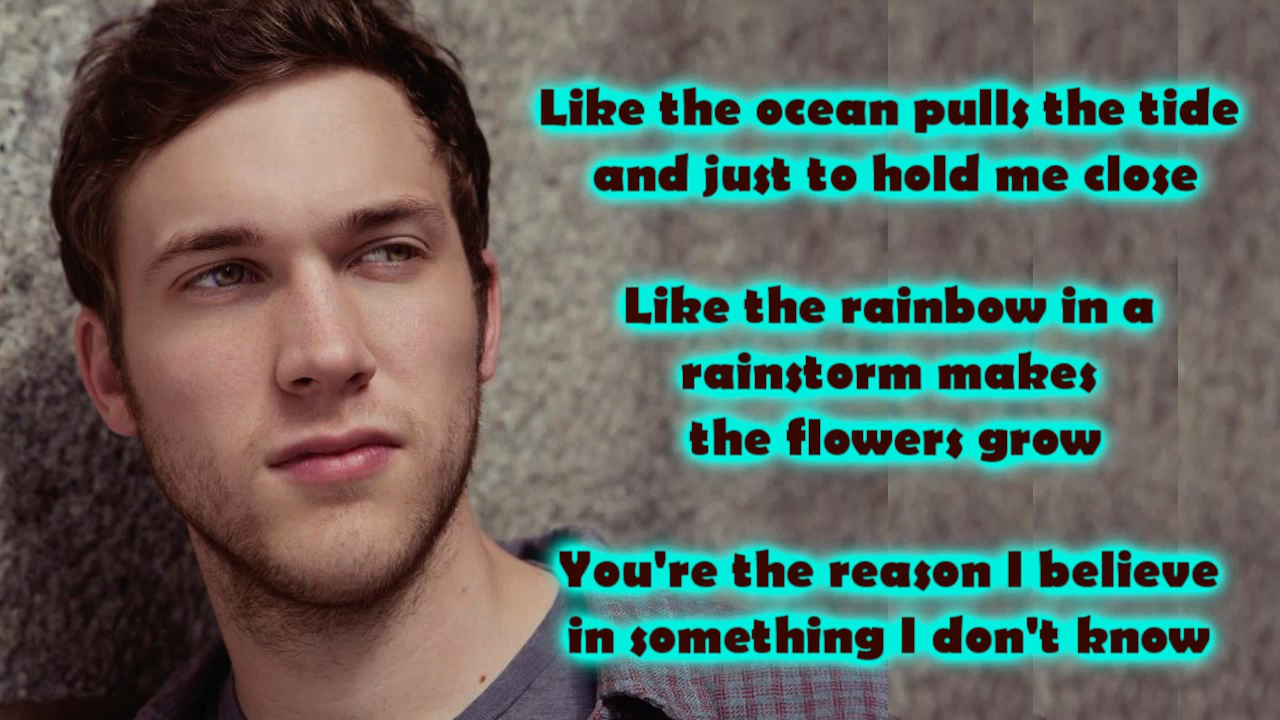 Like the ocean pulls the tide
and just to hold me close
Like the rainbow in a
rainstorm makes
the flowers grow
You're the reason I believe
in something I don't know